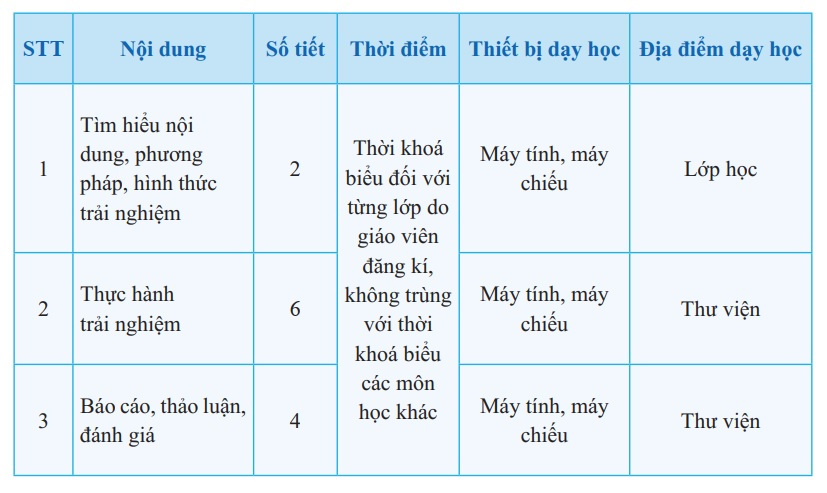 STT
Nội dung
Số tiết
Thời điểm
Thiết bị dạy học
Địa điểm dạy học
1
Tìm hiểu nội
dung, phương
pháp, hình thức
trải nghiệm
2
Thời khoá
biểu đối với
từng lớp do
giáo viên
đăng kí,
không trùng
với thời
khoá biểu
các môn
học khác
Máy tính, máy
chiếu
Lớp học
2
Thực hành
trải nghiệm
6
Máy tính, máy
chiếu
Thư viện
3
Báo cáo, thảo luận,
đánh giá
4
Máy tính, máy
chiếu
Thư viện